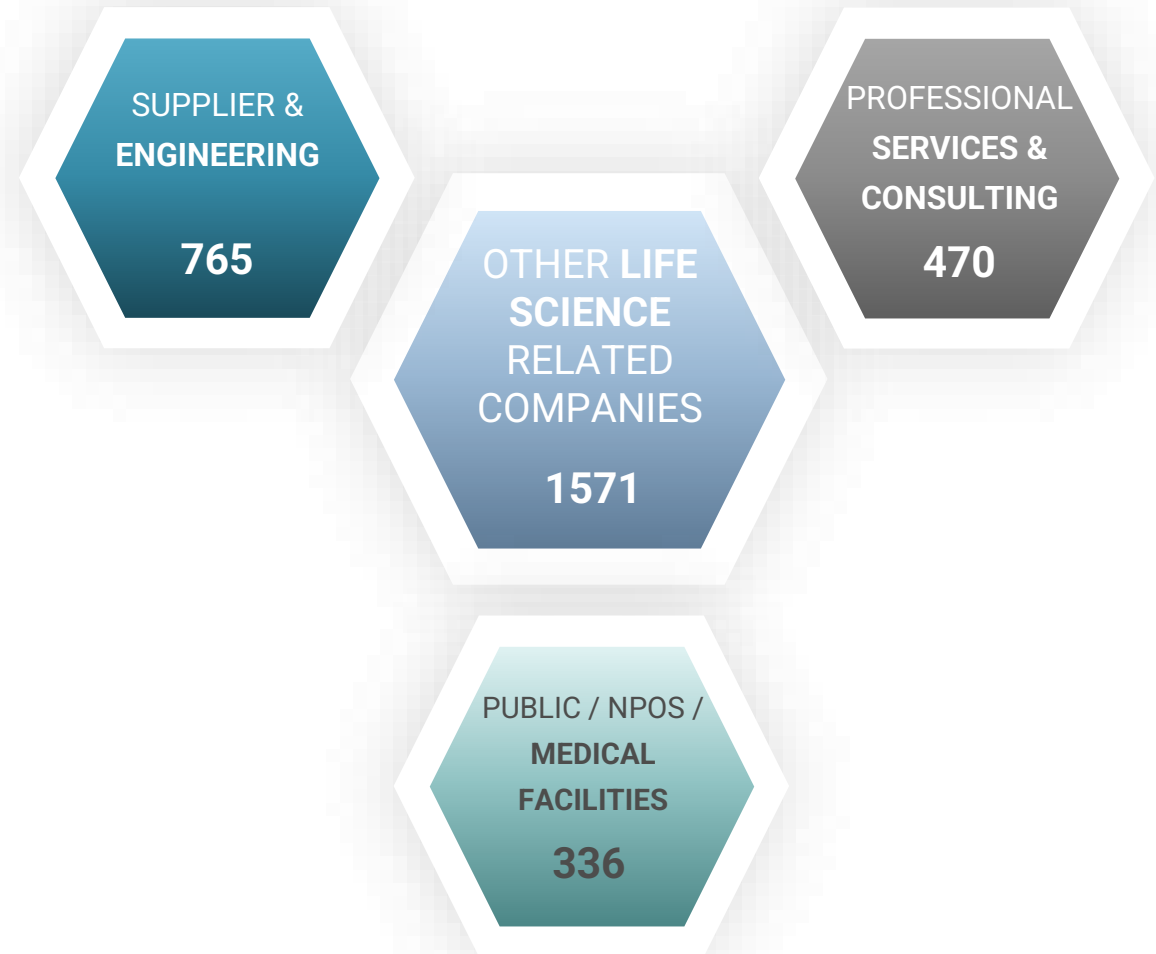 SUPPLIER &
ENGINEERING
765
PROFESSIONAL
SERVICES &
CONSULTING
470
OTHER LIFE
SCIENCE
RELATED
COMPANIES
1571
PUBLIC / NPOS /
MEDICAL
FACILITIES
336